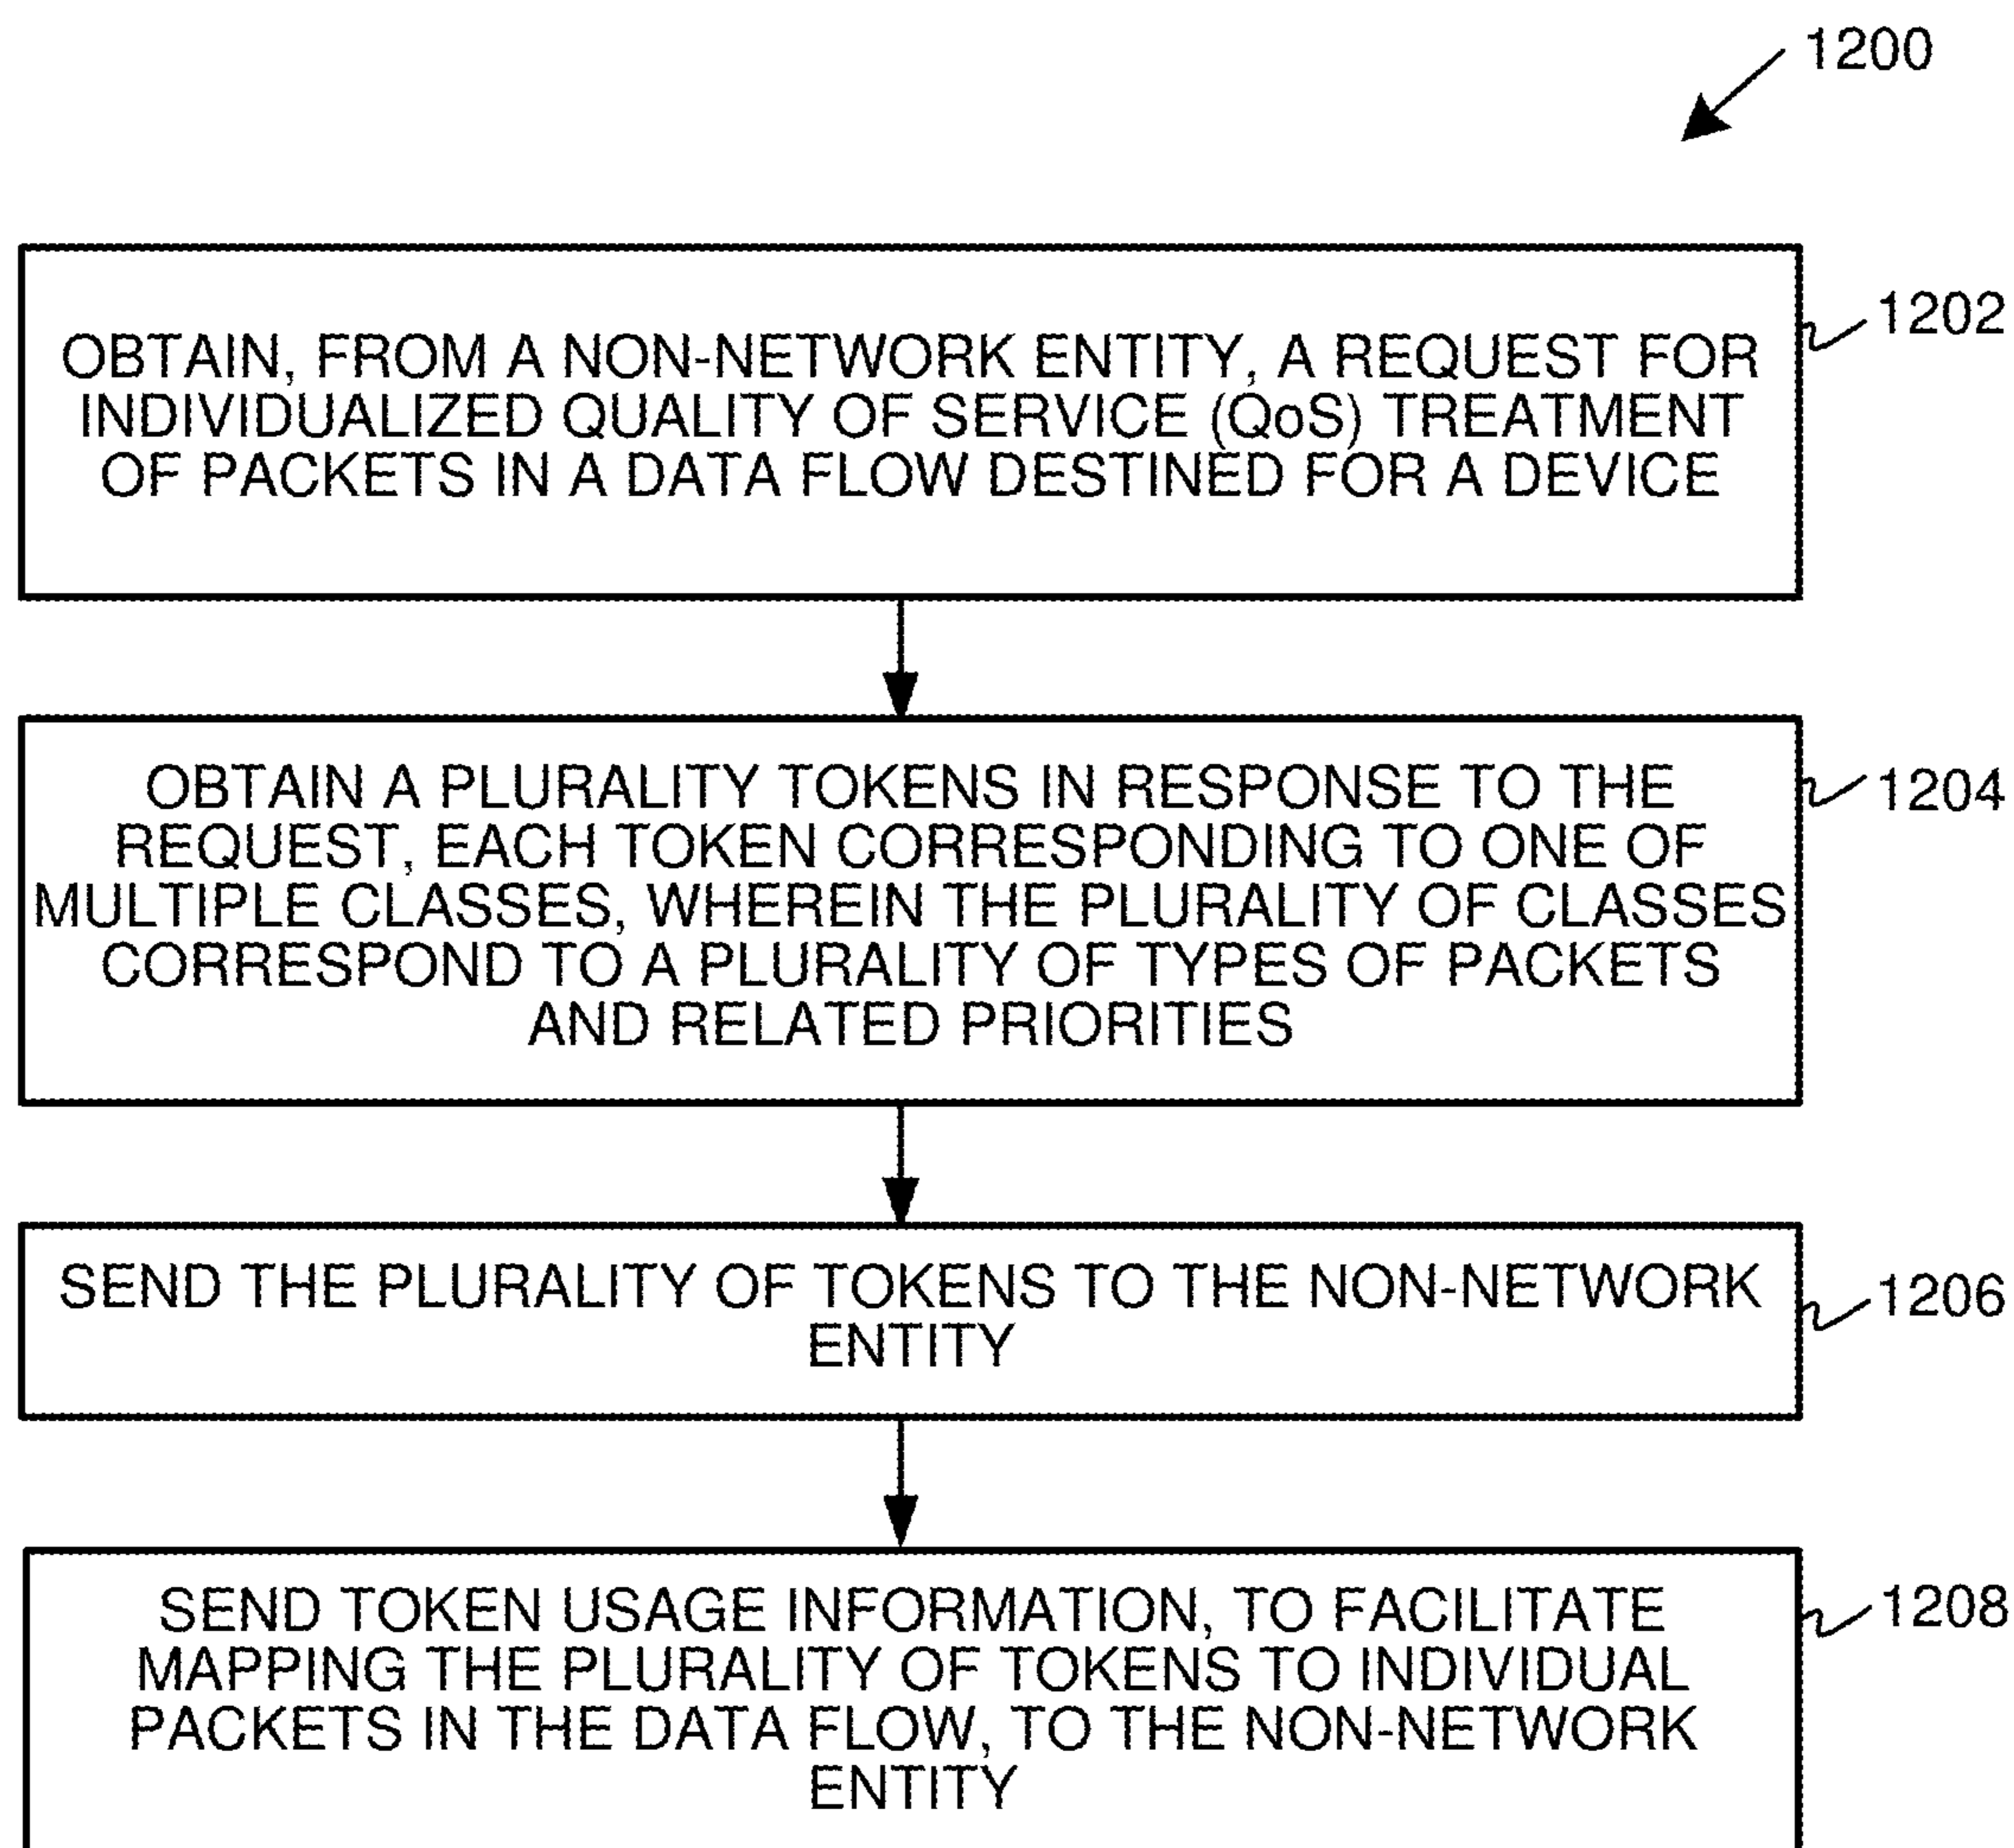 1200
OBTAIN, FROM A NON-NETWORK ENTITY, A REQUEST FOR
INDIVIDUALIZED QUALITY OF SERVICE (QoS) TREATMENT
OF PACKETS IN A DATA FLOW DESTINED FOR A DEVICE
1202
OBTAIN A PLURALITY TOKENS IN RESPONSE TO THE
REQUEST, EACH TOKEN CORRESPONDING TO ONE OF
MULTIPLE CLASSES, WHEREIN THE PLURALITY OF CLASSES
CORRESPOND TO A PLURALITY OF TYPES OF PACKETS
AND RELATED PRIORITIES
1204
SEND THE PLURALITY OF TOKENS TO THE NON-NETWORK
ENTITY
1206
SEND TOKEN USAGE INFORMATION, TO FACILITATE
MAPPING THE PLURALITY OF TOKENS TO INDIVIDUAL
PACKETS IN THE DATA FLOW, TO THE NON-NETWORK
ENTITY
1208